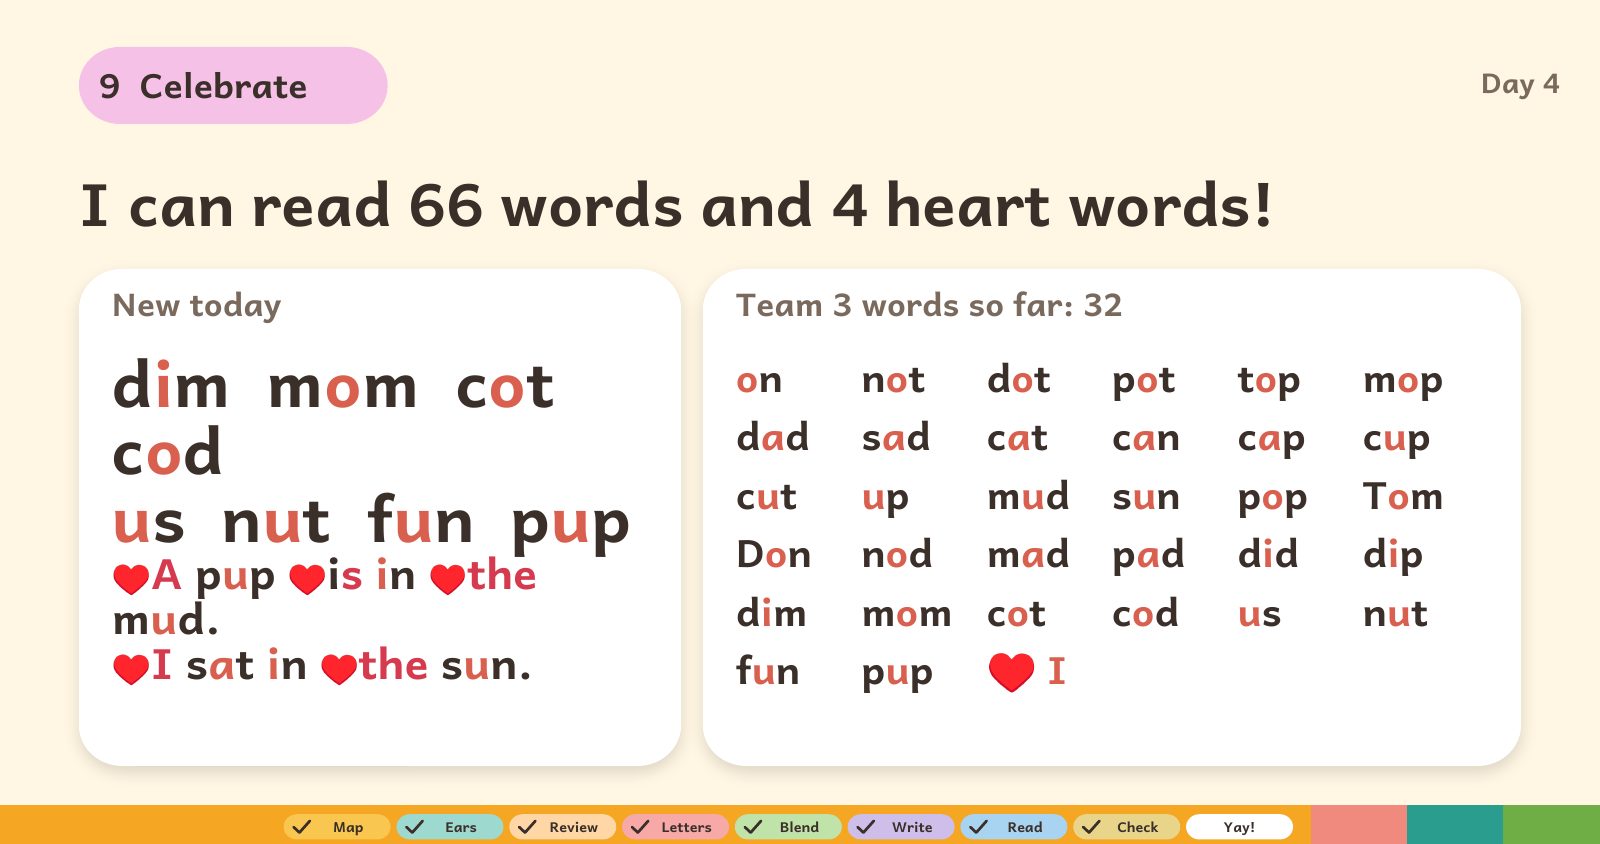 9 Celebrate
Day 4
I can read 66 words and 4 heart words!
New today
dim mom cot
cod
us nut fun pup
❤️A pup ❤️is in ❤️the
mud.
❤️I sat in ❤️the sun.
Team 3 words so far: 32
on not dot pot top mop
dad sad cat can cap cup
cut up mud sun pop Tom
Don nod mad pad did dip
dim mom cot cod us nut
fun pup ❤️ I
Map Ears Review Letters Blend Write Read Check Yay!